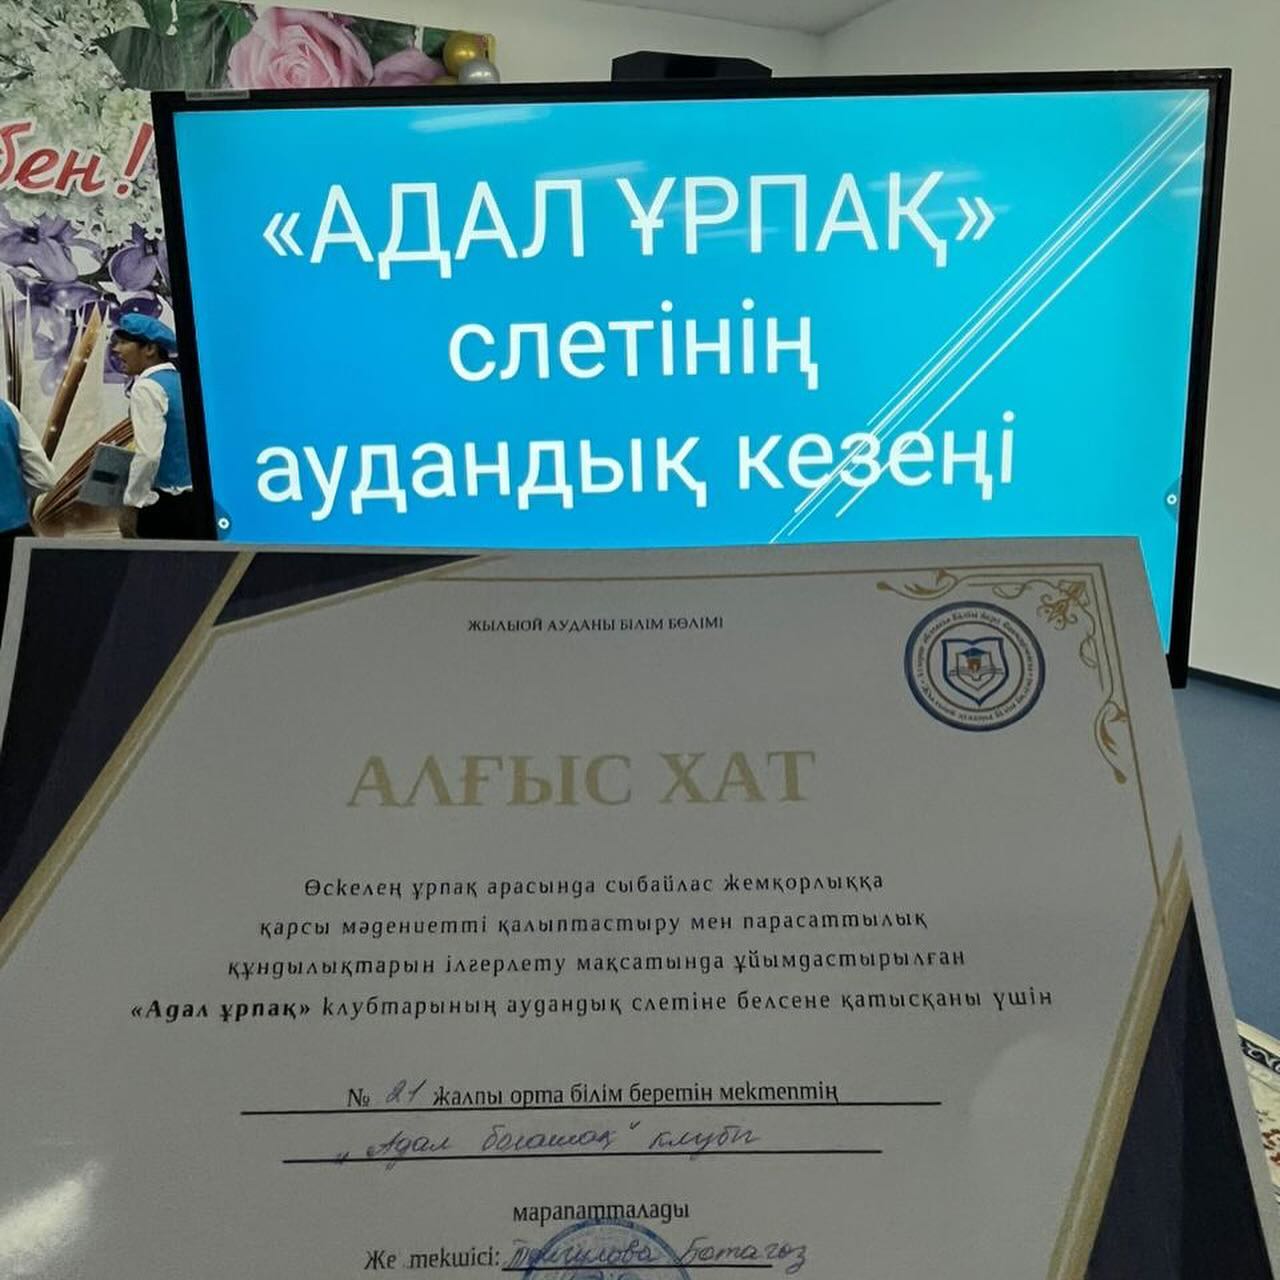 бен!
«АДАЛ ҰРПАҚ»
слетінің
аудандық кезеңі
ЖЫЛЫОЙ АУДАНЫ БІЛІМ БӨЛІМІ
АЛҒЫС ХАТ
Өскелең ұрпақ арасында сыбайлас жемқорлыққа
қарсы мәдениетті қалыптастыру мен парасаттылық
құндылықтарын ілгерлету мақсатында ұйымдастырылған
«Адал ұрпақ» клубтарының аудандық слетіне белсене қатысқаны үшін
№ 21 жалпы орта білім беретін мектептің
„Адал болашақ" клубы
марапатталады
Жетекшісі: Ботагөз